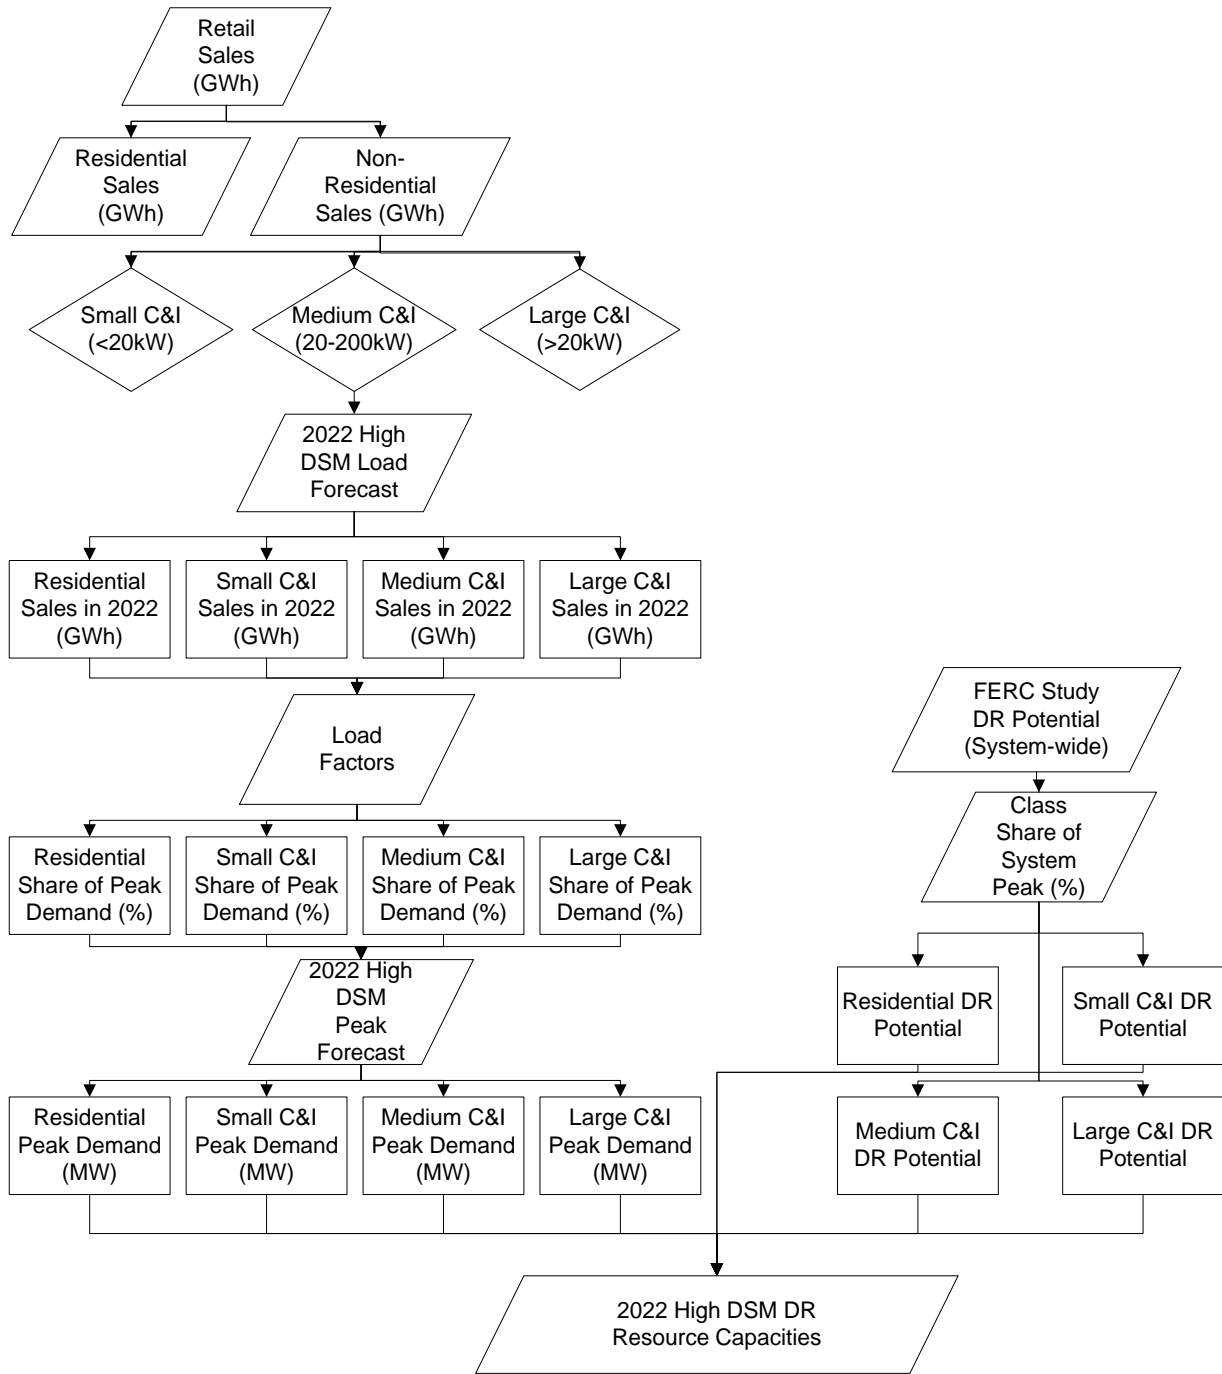 Retail
Sales
(GWh)
Residential
Sales
(GWh)
Non-
Residential
Sales (GWh)
Small C&I
(<20kW)
Medium C&I
(20-200kW)
Large C&I
(>20kW)
2022 High
DSM Load
Forecast
Residential
Sales in 2022
(GWh)
Small C&I
Sales in 2022
(GWh)
Medium C&I
Sales in 2022
(GWh)
Large C&I
Sales in 2022
(GWh)
Load
Factors
Residential
Share of Peak
Demand (%)
Small C&I
Share of Peak
Demand (%)
Medium C&I
Share of Peak
Demand (%)
Large C&I
Share of Peak
Demand (%)
2022 High
DSM
Peak
Forecast
Residential
Peak Demand
(MW)
Small C&I
Peak Demand
(MW)
Medium C&I
Peak Demand
(MW)
Large C&I
Peak Demand
(MW)
FERC Study
DR Potential
(System-wide)
Class
Share of
System
Peak (%)
Residential DR
Potential
Small C&I DR
Potential
Medium C&I
DR Potential
Large C&I DR
Potential
2022 High DSM DR
Resource Capacities